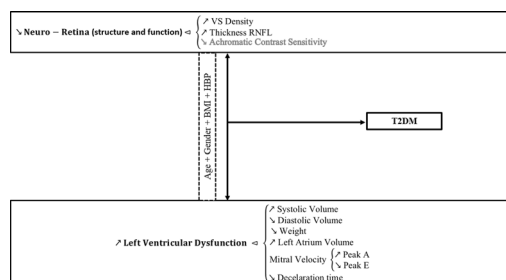 ↗ VS Density
↘ Neuro – Retina (structure and function) ⊲
↗ Thickness RNFL
↘ Achromatic Contrast Sensitivity
Age + Gender + BMI + HBP
T2DM
↗ Systolic Volume
↘ Diastolic Volume
↘ Weight
↗ Left Ventricular Dysfunction ⊲
↗ Left Atrium Volume
Mitral Velocity
↗ Peak A
↘ Peak E
↘ Decelaration time